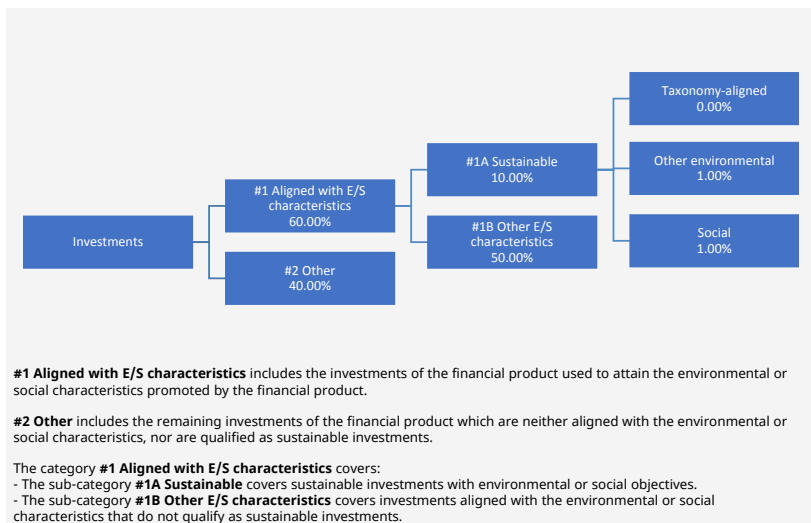 Taxonomy-aligned
0.00%
#1A Sustainable
10.00%
Other environmental
1.00%
#1 Aligned with E/S
characteristics
60.00%
#1B Other E/S
characteristics
50.00%
Social
1.00%
Investments
#2 Other
40.00%
#1 Aligned with E/S characteristics includes the investments of the financial product used to attain the environmental or
social characteristics promoted by the financial product.
#2 Other includes the remaining investments of the financial product which are neither aligned with the environmental or
social characteristics, nor are qualified as sustainable investments.
The category #1 Aligned with E/S characteristics covers:
- The sub-category #1A Sustainable covers sustainable investments with environmental or social objectives.
- The sub-category #1B Other E/S characteristics covers investments aligned with the environmental or social
characteristics that do not qualify as sustainable investments.